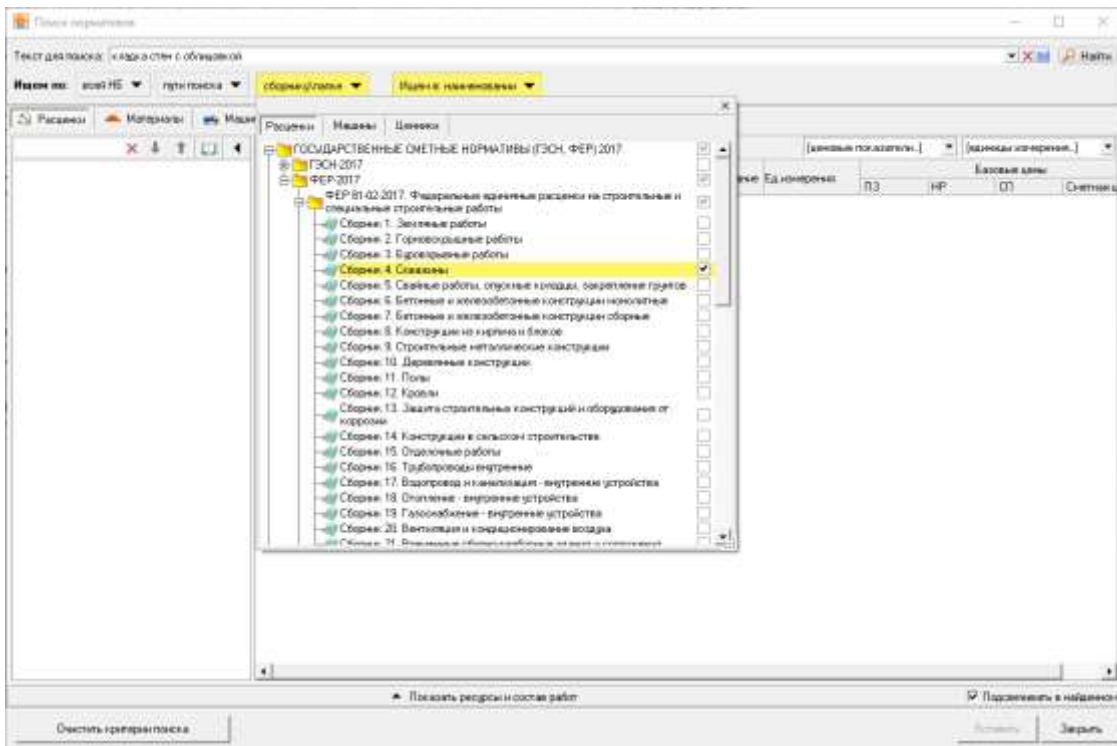 Поиск нормативов
Текст для поиска: кладка стен с облицовкой
Найти
Ищем по: всей НБ пути поиска сборник/папка Ищем в: наименовании
Расценки Материалы
Расценки Машины Ценники
ГОСУДАРСТВЕННЫЕ СМЕТНЫЕ НОРМАТИВЫ (ГЭСН, ФЕР) 2017
ГЭСН-2017
ФЕР-2017
ФЕР 81-02-2017. Федеральные единичные расценки на строительные и
специальные строительные работы
Сборник 1. Земляные работы
Сборник 2. Горновскрышные работы
Сборник 3. Буровзрывные работы
Сборник 4. Скважины
Сборник 5. Свайные работы, опускные колодцы, закрепление грунтов
Сборник 6. Бетонные и железобетонные конструкции монолитные
Сборник 7. Бетонные и железобетонные конструкции сборные
Сборник 8. Конструкции из кирпича и блоков
Сборник 9. Строительные металлические конструкции
Сборник 10. Деревянные конструкции
Сборник 11. Полы
Сборник 12. Кровли
Сборник 13. Защита строительных конструкций и оборудования от
коррозии
Сборник 14. Конструкции в сельском строительстве
Сборник 15. Отделочные работы
Сборник 16. Трубопроводы внутренние
Сборник 17. Водопровод и канализация - внутренние устройства
Сборник 18. Отопление - внутренние устройства
Сборник 19. Газоснабжение - внутренние устройства
Сборник 20. Вентиляция и кондиционирование воздуха
[ценовые показатели..] [единицы измерения..]
Ед.измерения
Базовые цены
ПЗ НР СП
Показать ресурсы и состав работ
Подсвечивать в найденном
Очистить критерии поиска
Вставить Закрыть